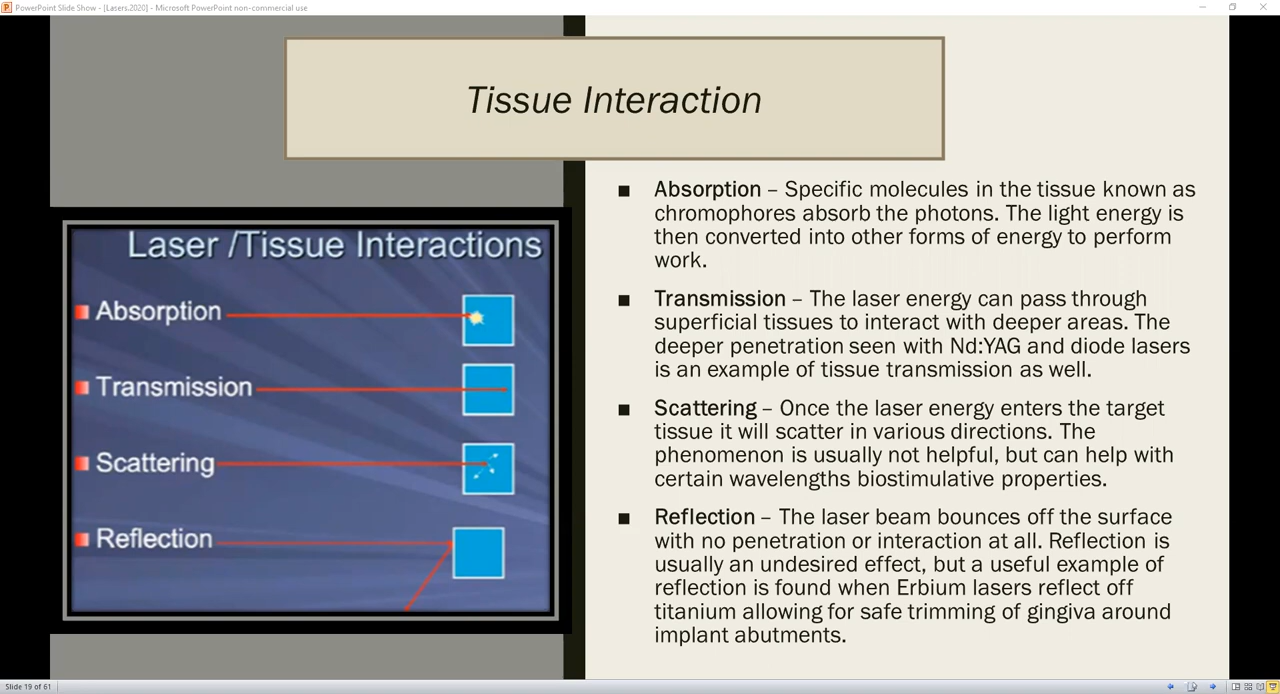 PowerPoint Slide Show - [Lasers.2020] - Microsoft PowerPoint non-commercial use
Tissue Interaction
Laser /Tissue Interactions
Absorption
Transmission
Scattering
Reflection
■ Absorption – Specific molecules in the tissue known as
chromophores absorb the photons. The light energy is
then converted into other forms of energy to perform
work.
■ Transmission – The laser energy can pass through
superficial tissues to interact with deeper areas. The
deeper penetration seen with Nd:YAG and diode lasers
is an example of tissue transmission as well.
■ Scattering – Once the laser energy enters the target
tissue it will scatter in various directions. The
phenomenon is usually not helpful, but can help with
certain wavelengths biostimulative properties.
■ Reflection – The laser beam bounces off the surface
with no penetration or interaction at all. Reflection is
usually an undesired effect, but a useful example of
reflection is found when Erbium lasers reflect off
titanium allowing for safe trimming of gingiva around
implant abutments.
Slide 19 of 61